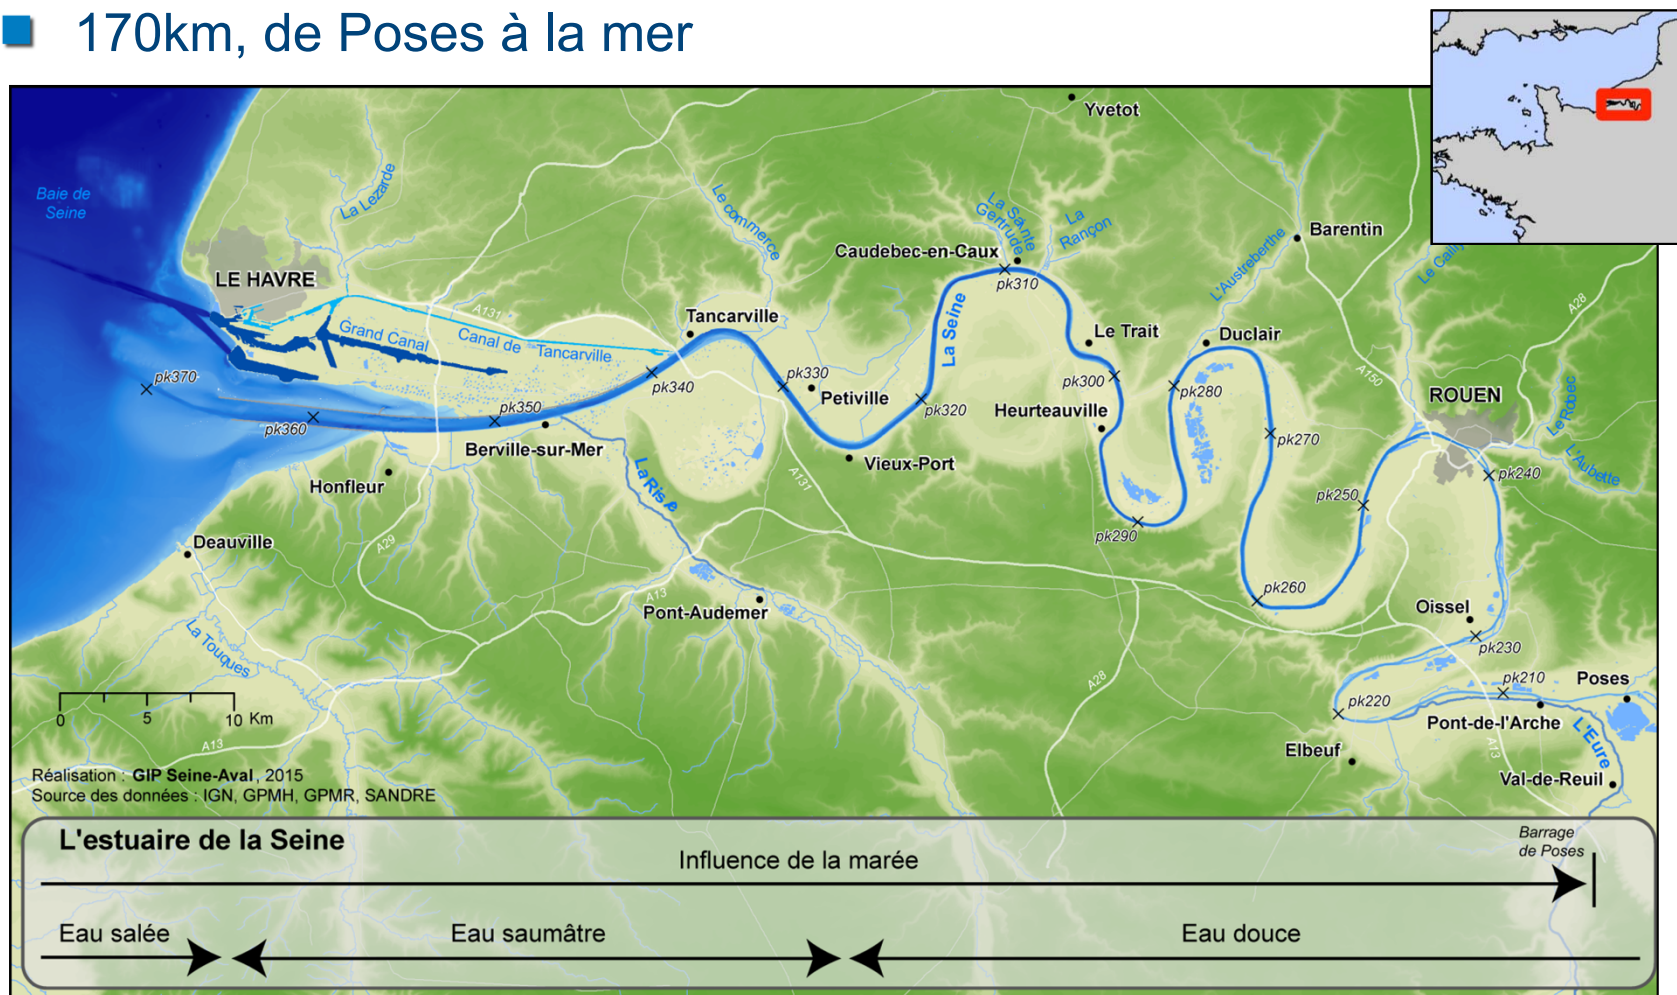 170km, de Poses à la mer
Yvetot
Baie de
Seine
La Lezarde
Le commerce
La Sainte
Gertrude
La
Rançon
Barentin
L'Austreberthe
Le Cailly
Caudebec-en-Caux
pk310
LE HAVRE
A131
Grand Canal
Canal de Tancarville
Tancarville
La Seine
Le Trait
Duclair
A28
A150
pk370
pk360
pk350
pk340
pk330
Petiville
pk320
pk300
Heurteauville
pk280
ROUEN
Le Robec
L'Aubette
pk270
pk240
Berville-sur-Mer
Vieux-Port
Honfleur
La Risle
A131
pk290
pk250
Deauville
A29
A13
Pont-Audemer
pk260
Oissel
pk230
La Touques
A28
pk220
pk210
Poses
Pont-de-l'Arche
L'Eure
Elbeuf
A13
Val-de-Reuil
0 5 10 Km
A13
Réalisation : GIP Seine-Aval, 2015
Source des données : IGN, GPMH, GPMR, SANDRE
L'estuaire de la Seine
Influence de la marée
Barrage
de Poses
Eau salée
Eau saumâtre
Eau douce